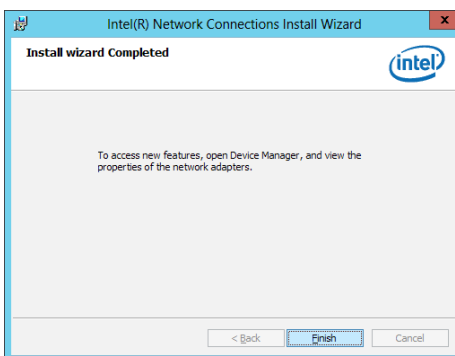 Intel(R) Network Connections Install Wizard
x
Install wizard Completed
intel
To access new features, open Device Manager, and view the
properties of the network adapters.
< Back
Finish
Cancel